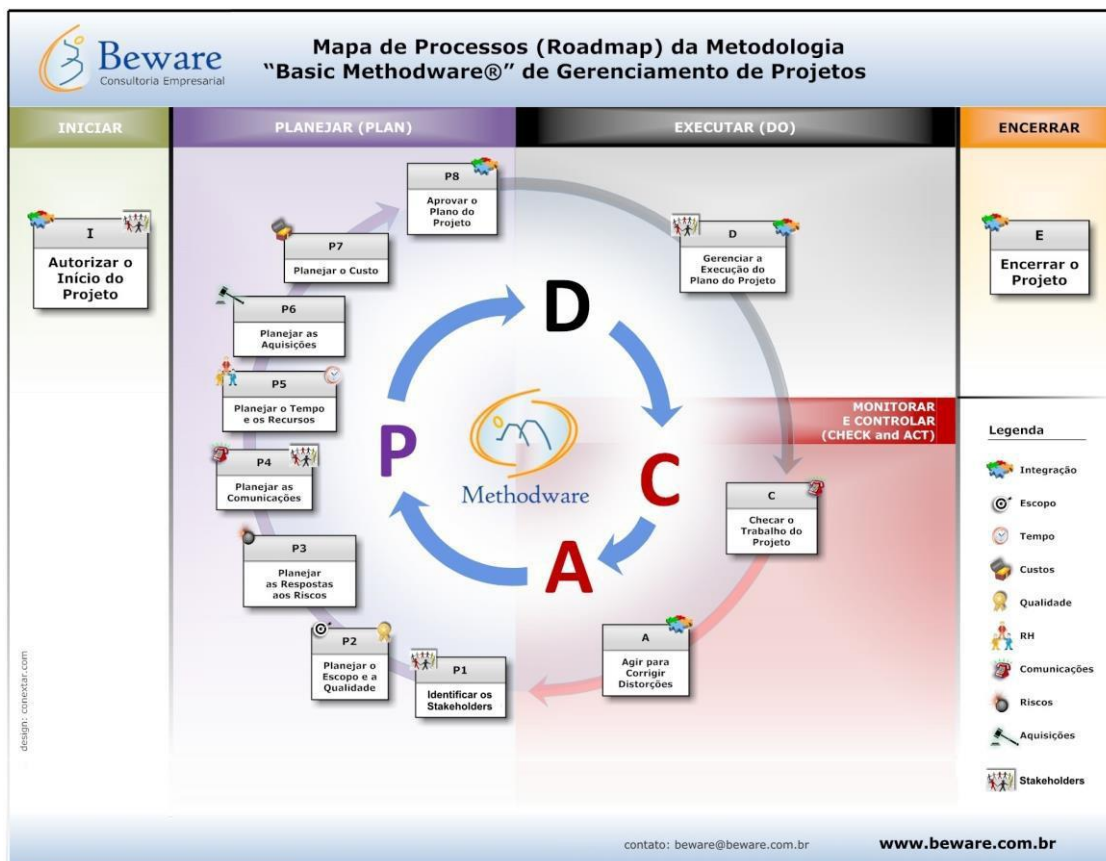 Beware
Consultoria Empresarial
Mapa de Processos (Roadmap) da Metodologia
“Basic Methodware®” de Gerenciamento de Projetos
INICIAR
PLANEJAR (PLAN)
EXECUTAR (DO)
ENCERRAR
I
Autorizar o
Início do
Projeto
P8
Aprovar o
Plano do
Projeto
P7
Planejar o Custo
P6
Planejar as
Aquisições
P5
Planejar o Tempo
e os Recursos
P4
Planejar as
Comunicações
P3
Planejar
as Respostas
aos Riscos
P2
Planejar o
Escopo e a
Qualidade
P1
Identificar os
Stakeholders
D
Gerenciar a
Execução do
Plano do Projeto
E
Encerrar o
Projeto
D
P
C
A
Methodware
MONITORAR
E CONTROLAR
(CHECK and ACT)
C
Checar o
Trabalho do
Projeto
A
Agir para
Corrigir
Distorções
Legenda
Integração
Escopo
Tempo
Custos
Qualidade
RH
Comunicações
Riscos
Aquisições
Stakeholders
design: conextar.com
contato: beware@beware.com.br
www.beware.com.br